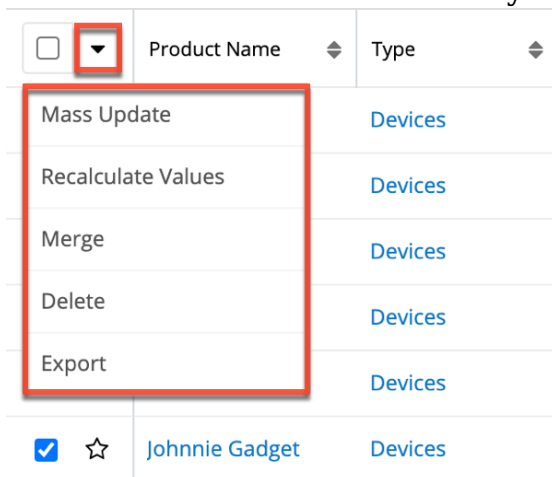 Product Name Type
Mass Update Devices
Recalculate Values Devices
Merge Devices
Delete Devices
Export Devices
Johnnie Gadget Devices